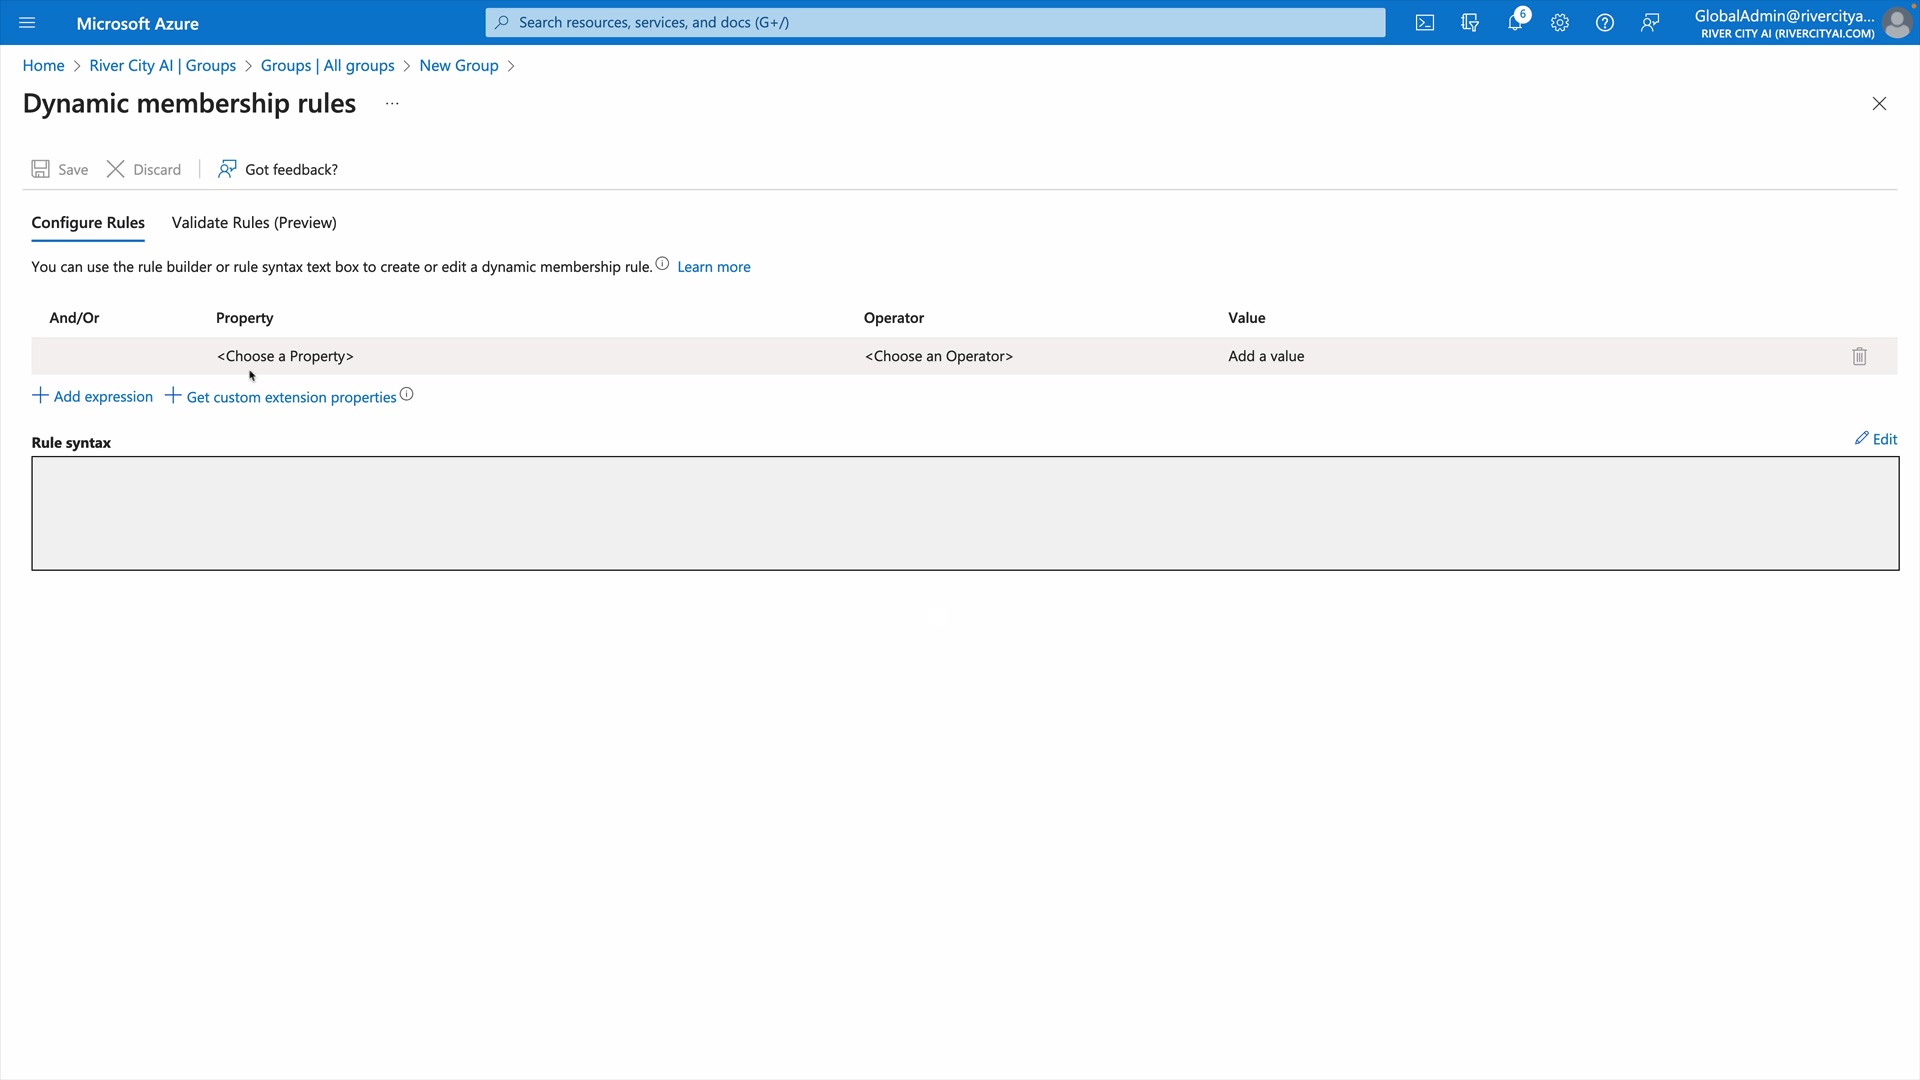 Microsoft Azure
Search resources, services, and docs (G+/)
6
GlobalAdmin@rivercitya...
RIVER CITY AI (RIVERCITYAI.COM)
Home > River City AI | Groups > Groups | All groups > New Group >
Dynamic membership rules ...
Save Discard Got feedback?
Configure Rules Validate Rules (Preview)
You can use the rule builder or rule syntax text box to create or edit a dynamic membership rule. Learn more
And/Or Property Operator Value
<Choose a Property> <Choose an Operator> Add a value
+ Add expression + Get custom extension properties
Rule syntax Edit